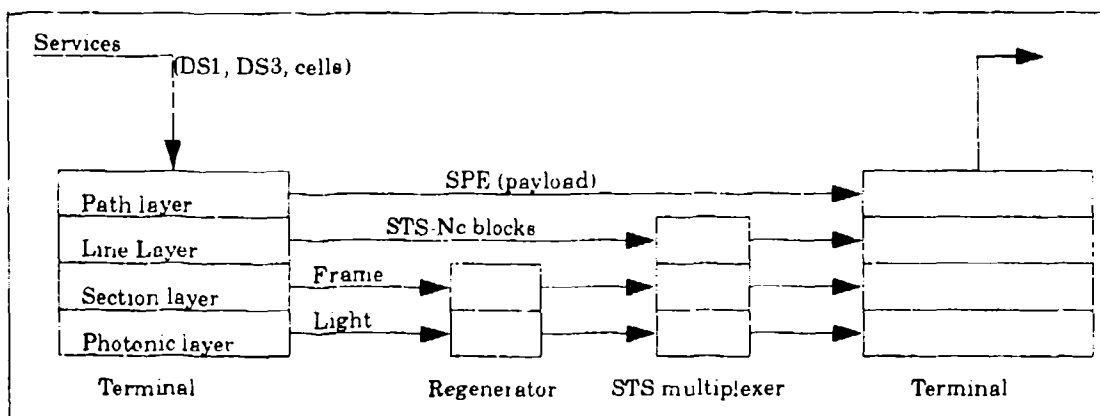 Services
(DS1, DS3, cells)
SPE (payload)
Path layer
STS-Nc blocks
Line Layer
Frame
Section layer
Light
Photonic layer
Terminal
Regenerator
STS multiplexer
Terminal